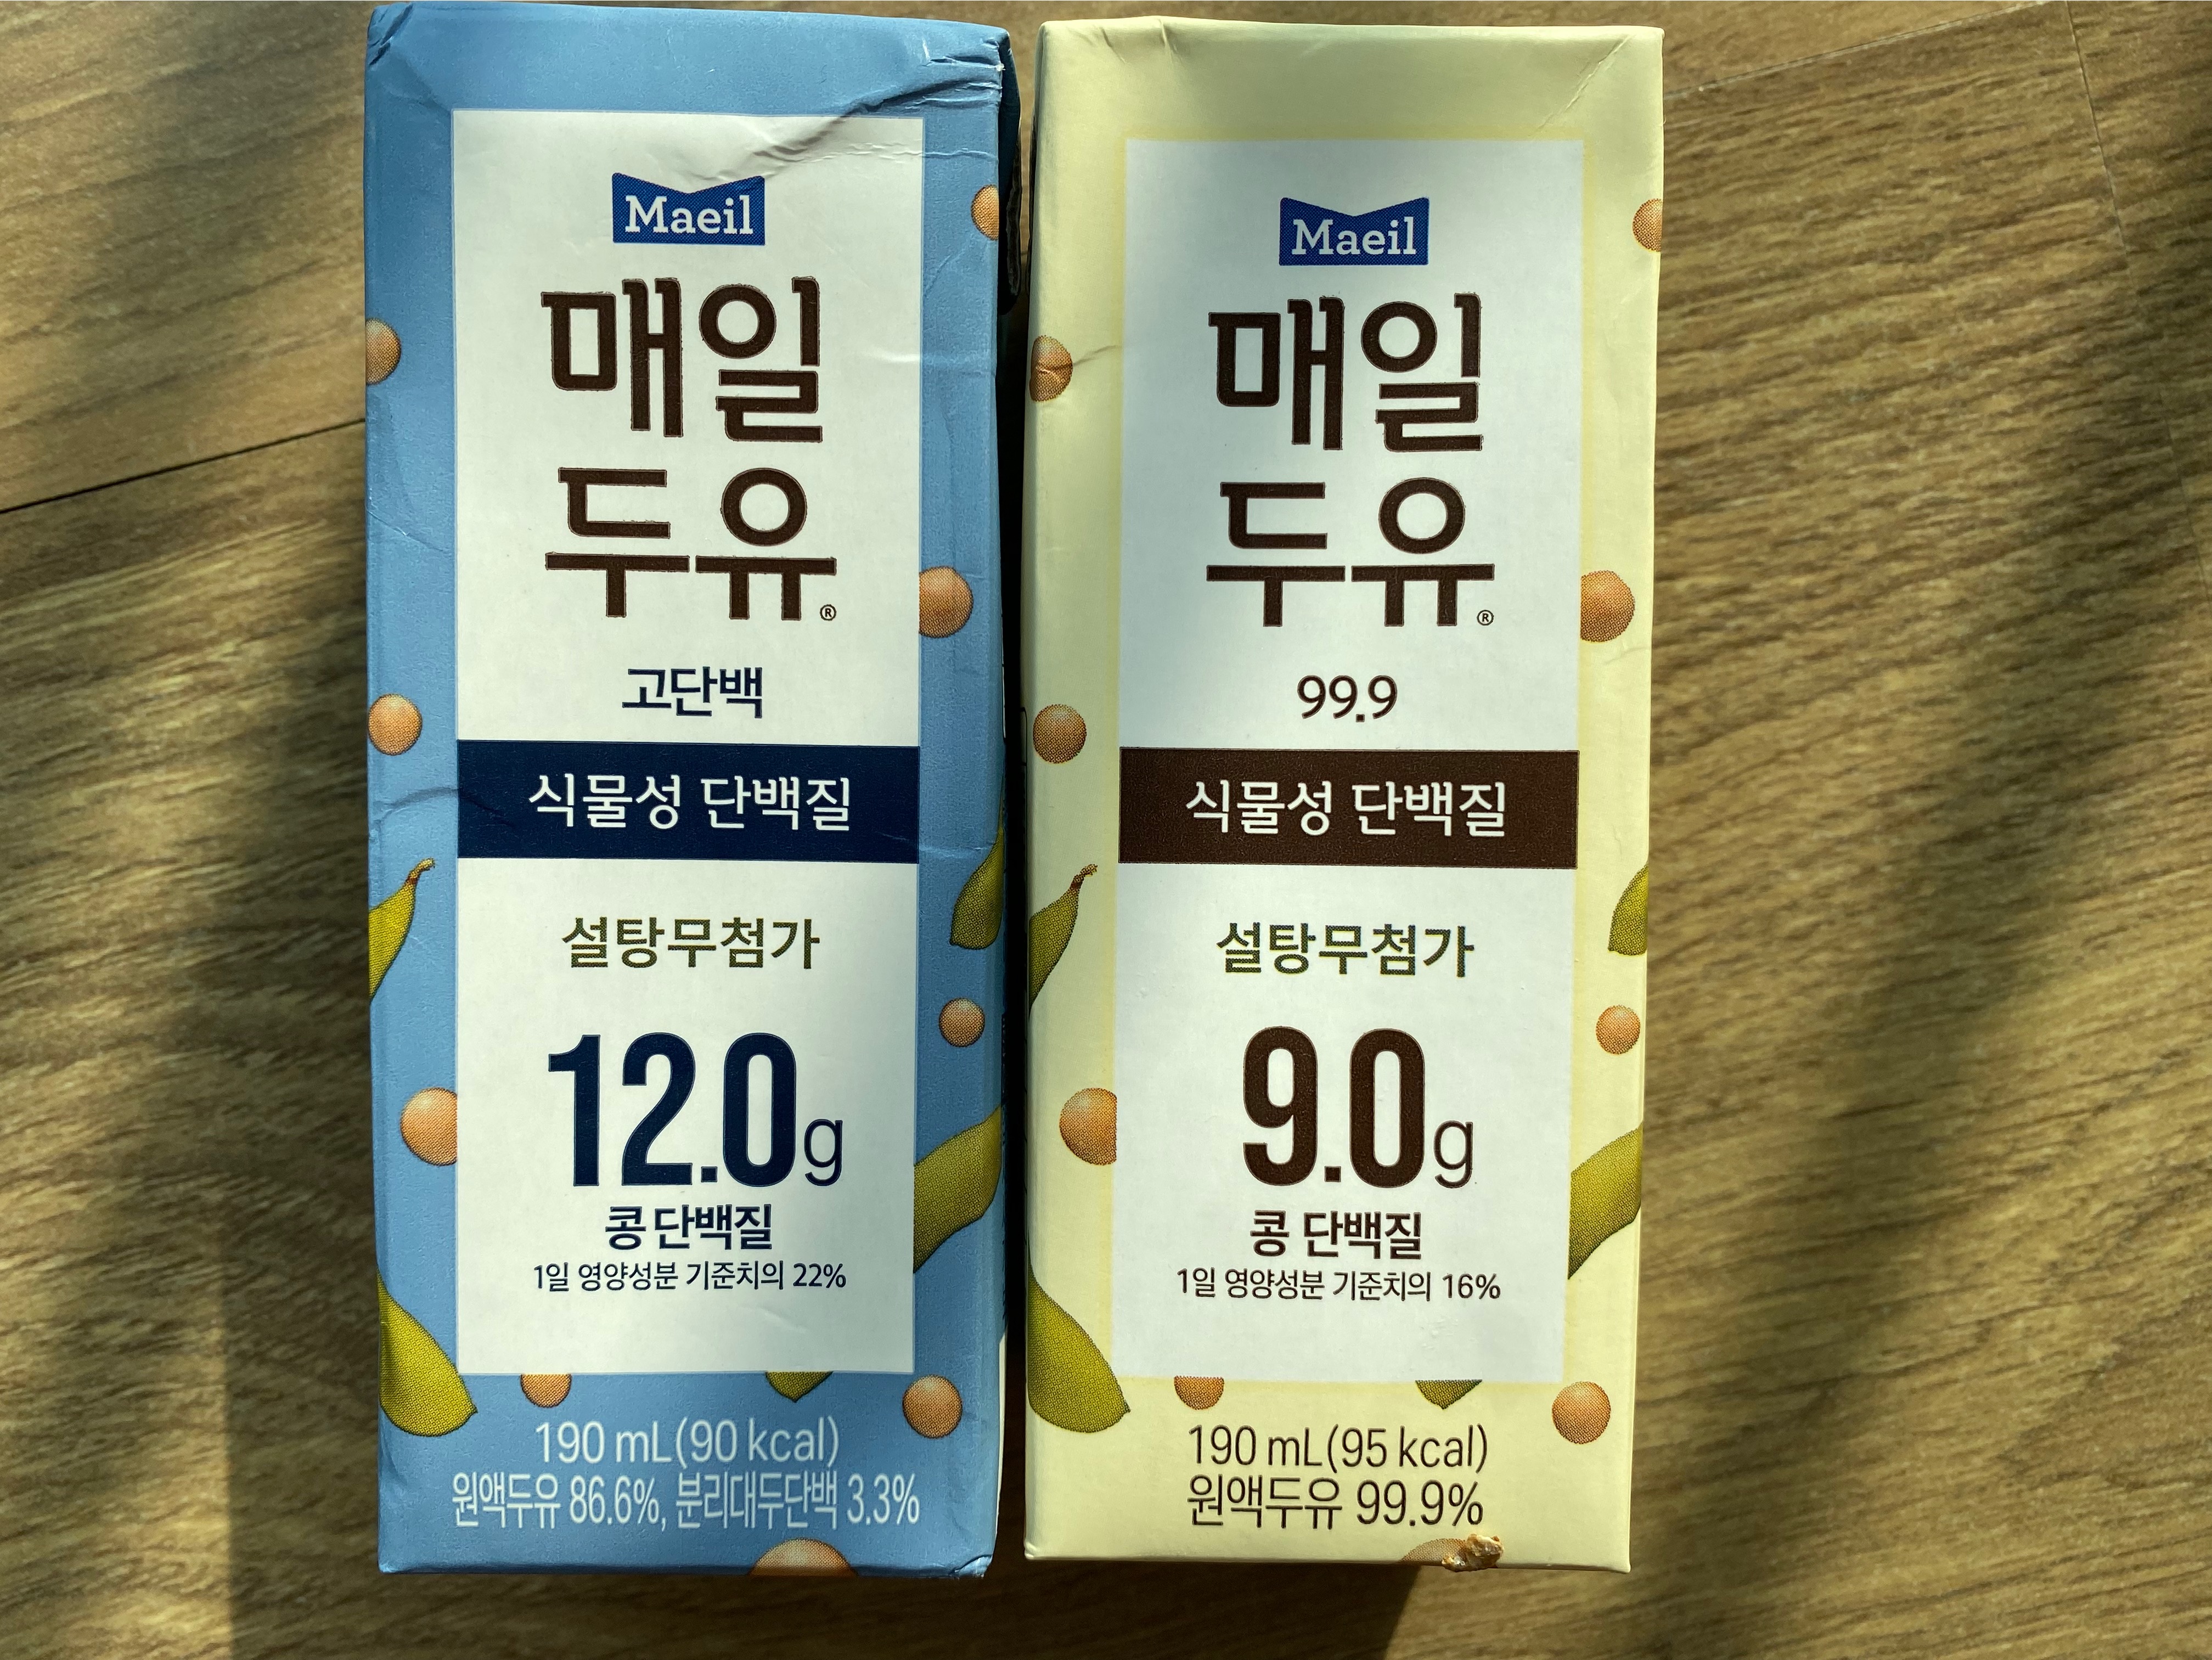 Maeil
매일
두유®
고단백
식물성 단백질
설탕무첨가
12.0g
콩 단백질
1일 영양성분 기준치의 22%
190 mL(90 kcal)
원액두유 86.6%, 분리대두단백 3.3%
Maeil
매일
두유®
99.9
식물성 단백질
설탕무첨가
9.0g
콩 단백질
1일 영양성분 기준치의 16%
190 mL(95 kcal)
원액두유 99.9%